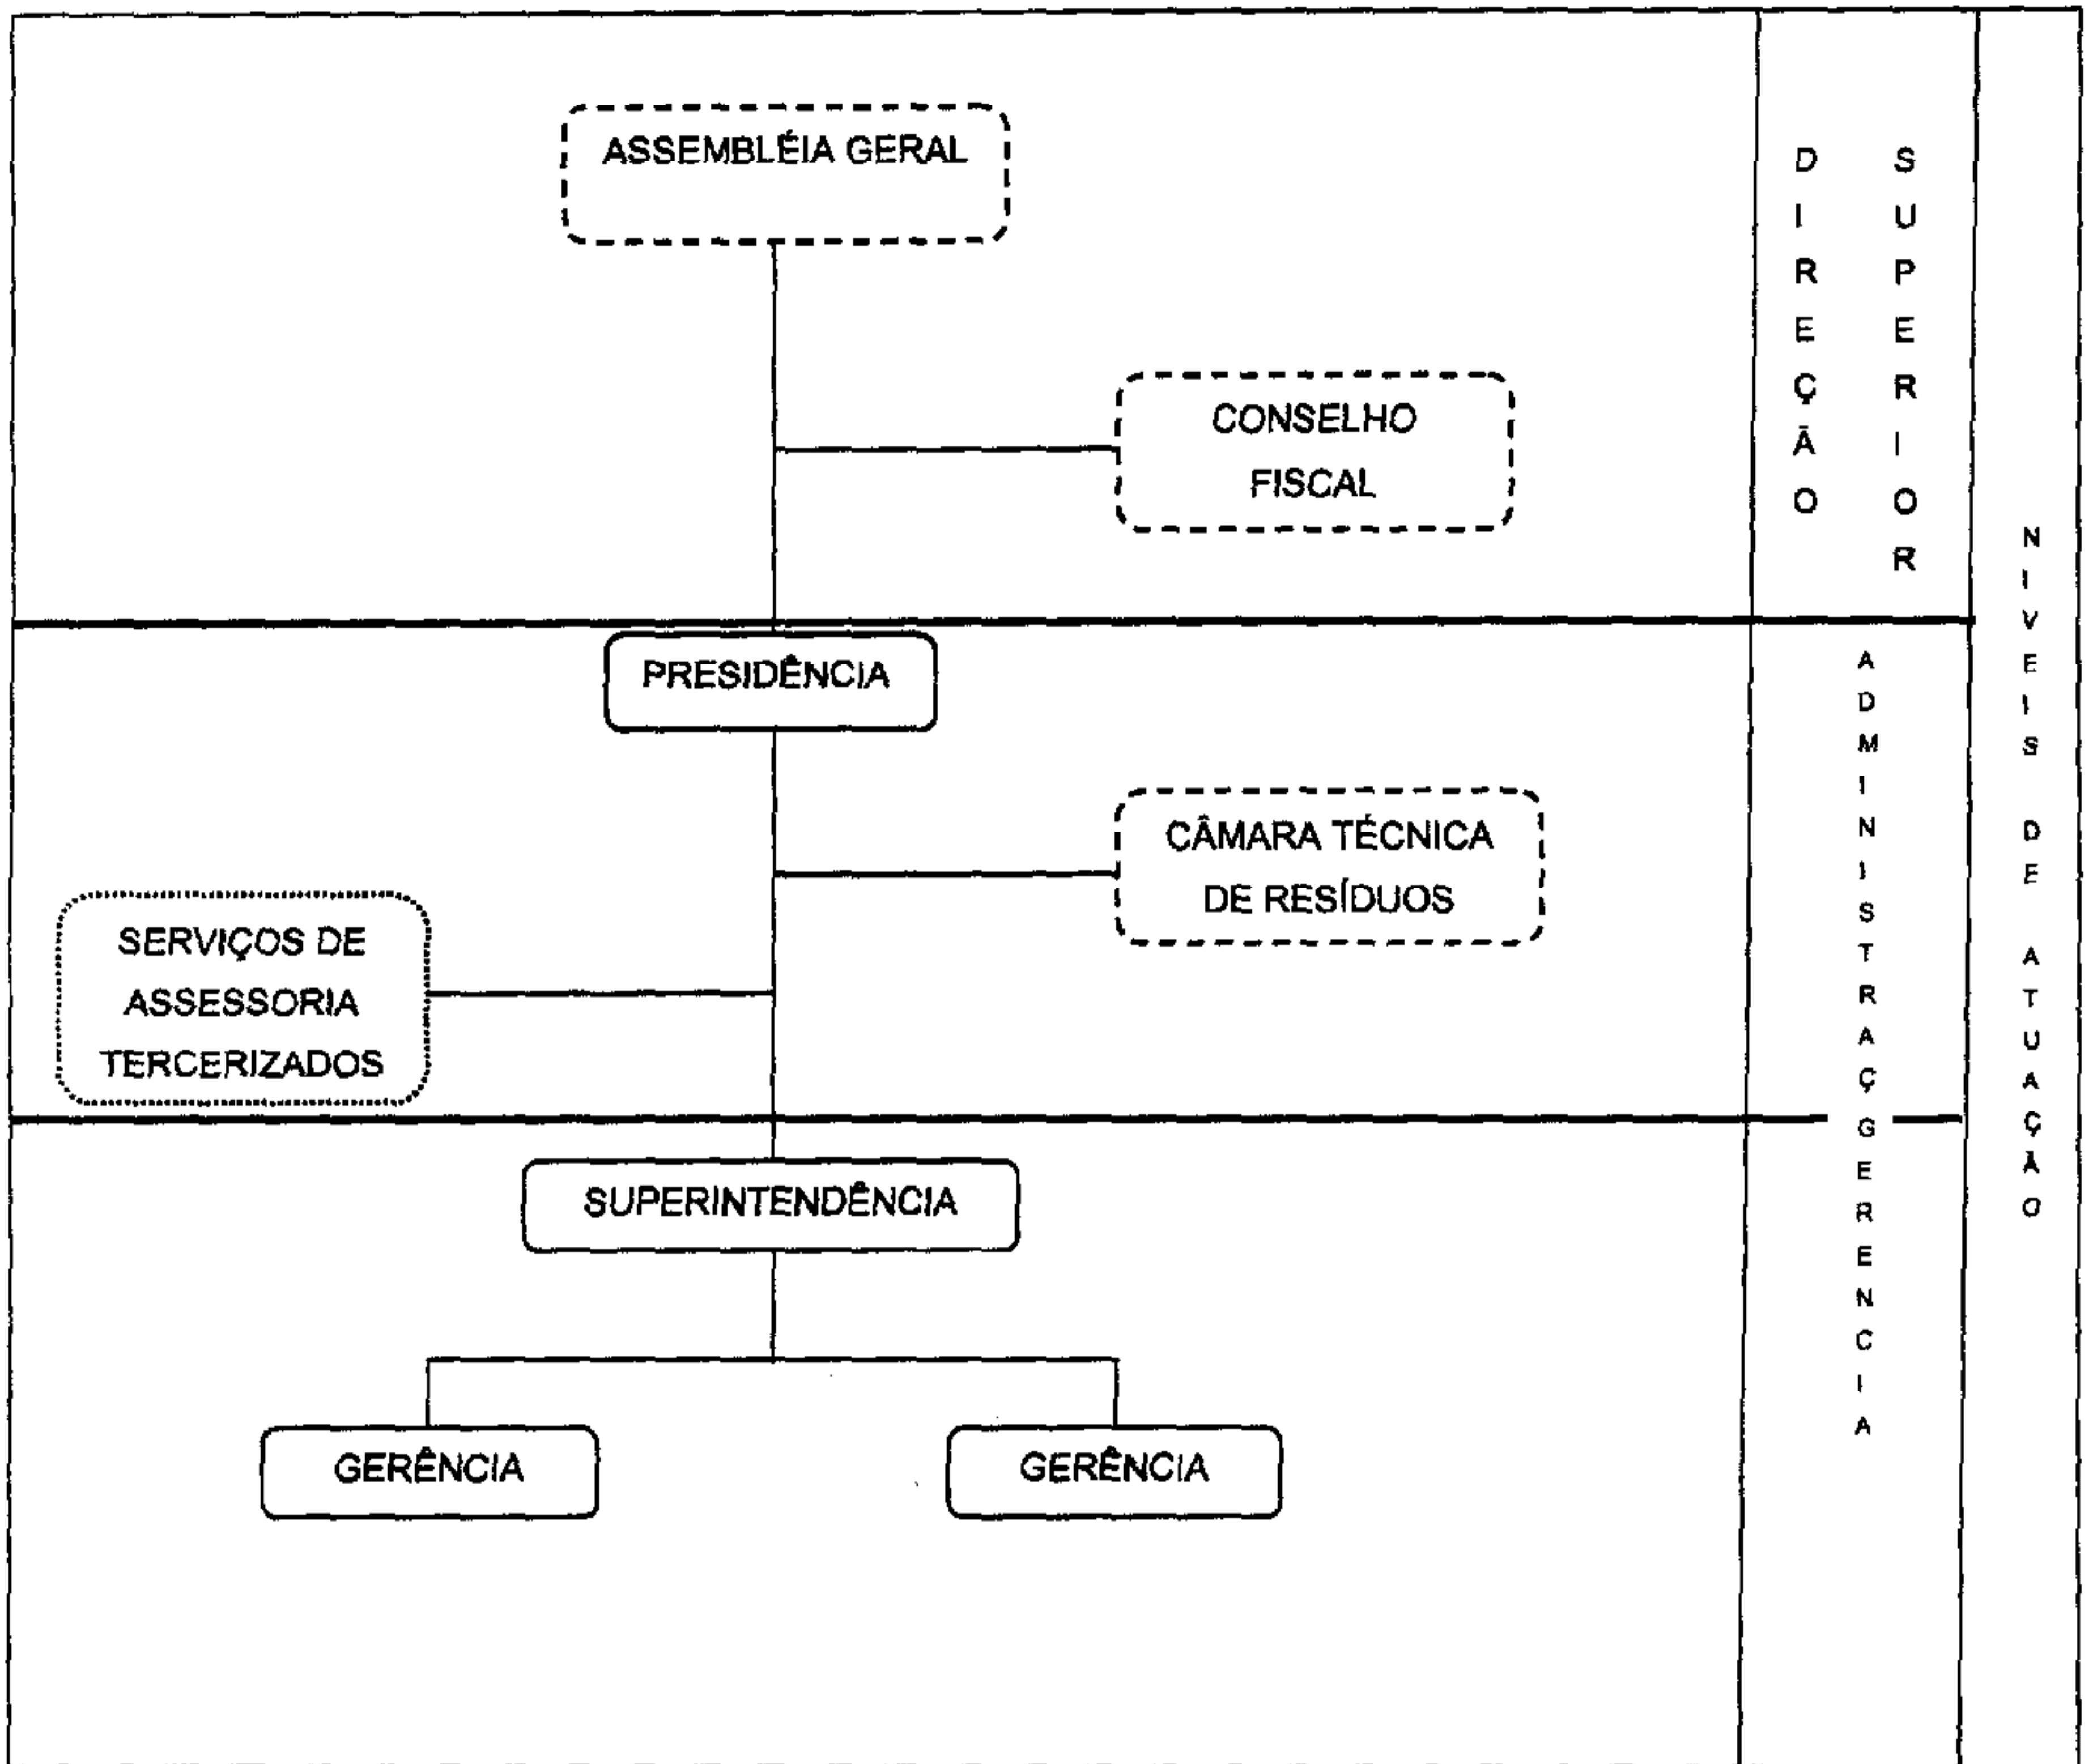 ASSEMBLÉIA GERAL
CONSELHO
FISCAL
PRESIDÊNCIA
CÂMARA TÉCNICA
DE RESÍDUOS
SERVIÇOS DE
ASSESSORIA
TERCERIZADOS
SUPERINTENDÊNCIA
GERÊNCIA
GERÊNCIA
DIREÇÃO
SUPERIOR
ADMINISTRAÇ
GERENCIA
NIVEIS DE ATUAÇÃO